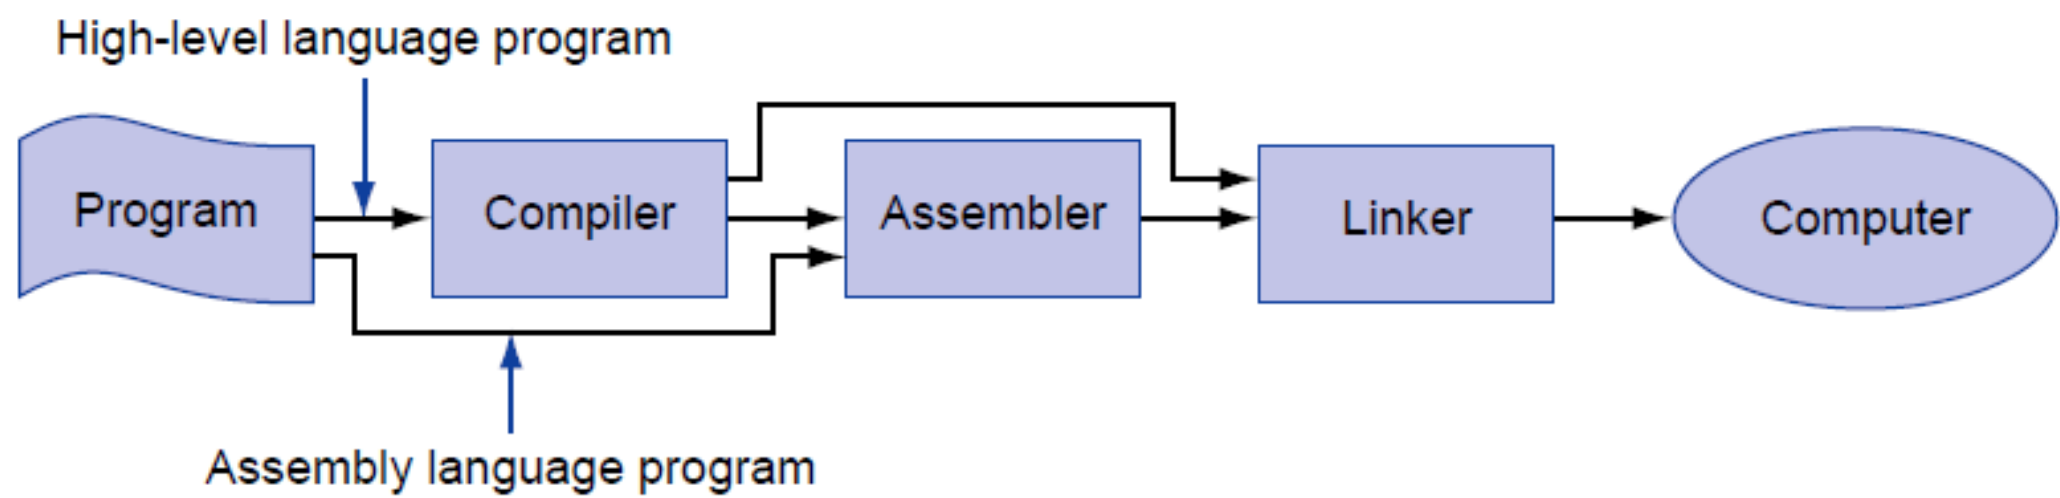 High-level language program
Program
Compiler
Assembler
Linker
Computer
Assembly language program